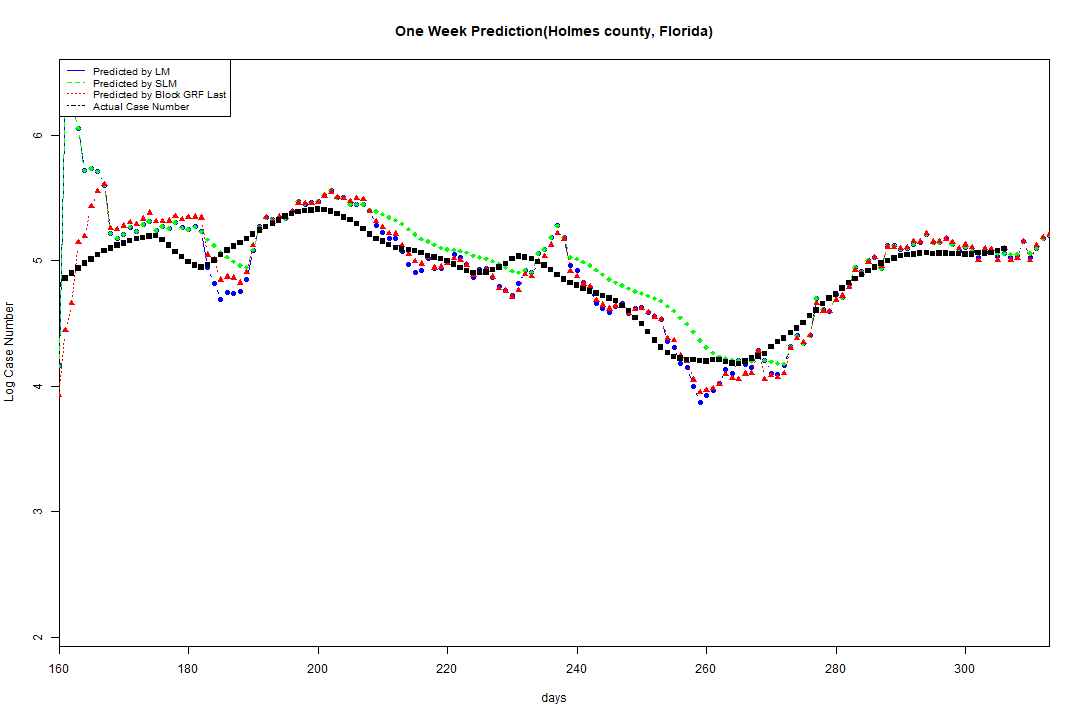 One Week Prediction(Holmes county, Florida)
Predicted by LM
Predicted by SLM
Predicted by Block GRF Last
Actual Case Number
6
5
4
3
2
Log Case Number
160 180 200 220 240 260 280 300
days